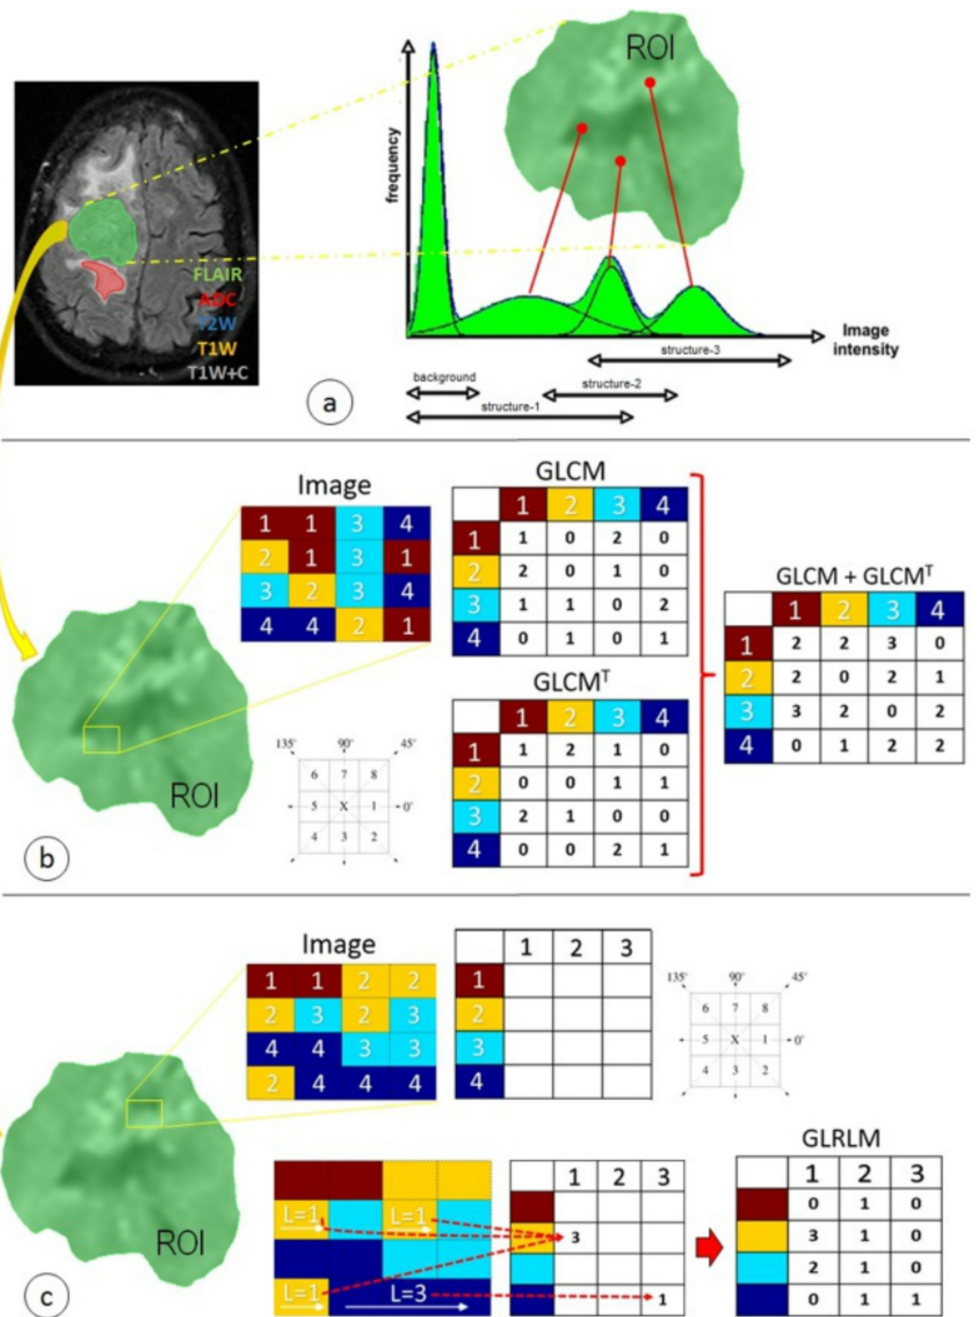 ROI
frequency
FLAIR
ADC
T2W
T1W
T1W+C
Image
intensity
structure-3
background
structure-2
structure-1
a
Image
1 1 3 4
2 1 3 1
3 2 3 4
4 4 2 1
GLCM
1 2 3 4
1 1 0 2 0
2 2 0 1 0
3 1 1 0 2
4 0 1 0 1
GLCMᵀ
1 2 3 4
1 1 2 1 0
2 0 0 1 1
3 2 1 0 0
4 0 0 2 1
GLCM + GLCMᵀ
1 2 3 4
1 2 2 3 0
2 2 0 2 1
3 3 2 0 2
4 0 1 2 2
135° 90° 45°
6 7 8
5 X 1 0°
4 3 2
ROI
b
Image
1 1 2 2
2 3 2 3
4 4 3 3
2 4 4 4
1 2 3
1
2
3
4
135° 90° 45°
6 7 8
5 X 1 0°
4 3 2
ROI
c
L=1 L=1
L=1 L=3
1 2 3
3
1
GLRLM
1 2 3
0 1 0
3 1 0
2 1 0
0 1 1